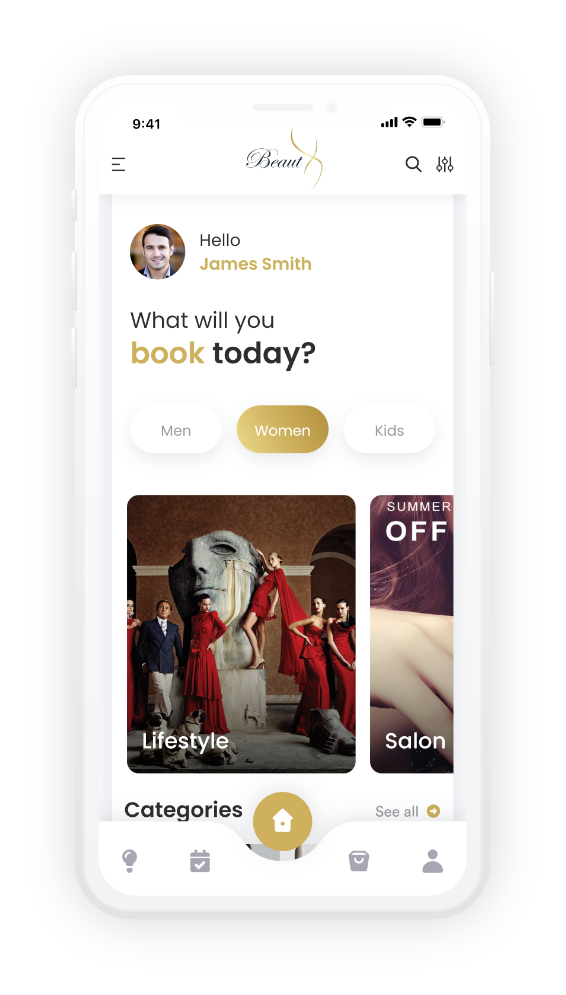 9:41
Beaut
Hello
James Smith
What will you
book today?
Men
Women
Kids
SUMMER
OFF
Lifestyle
Salon
Categories
See all